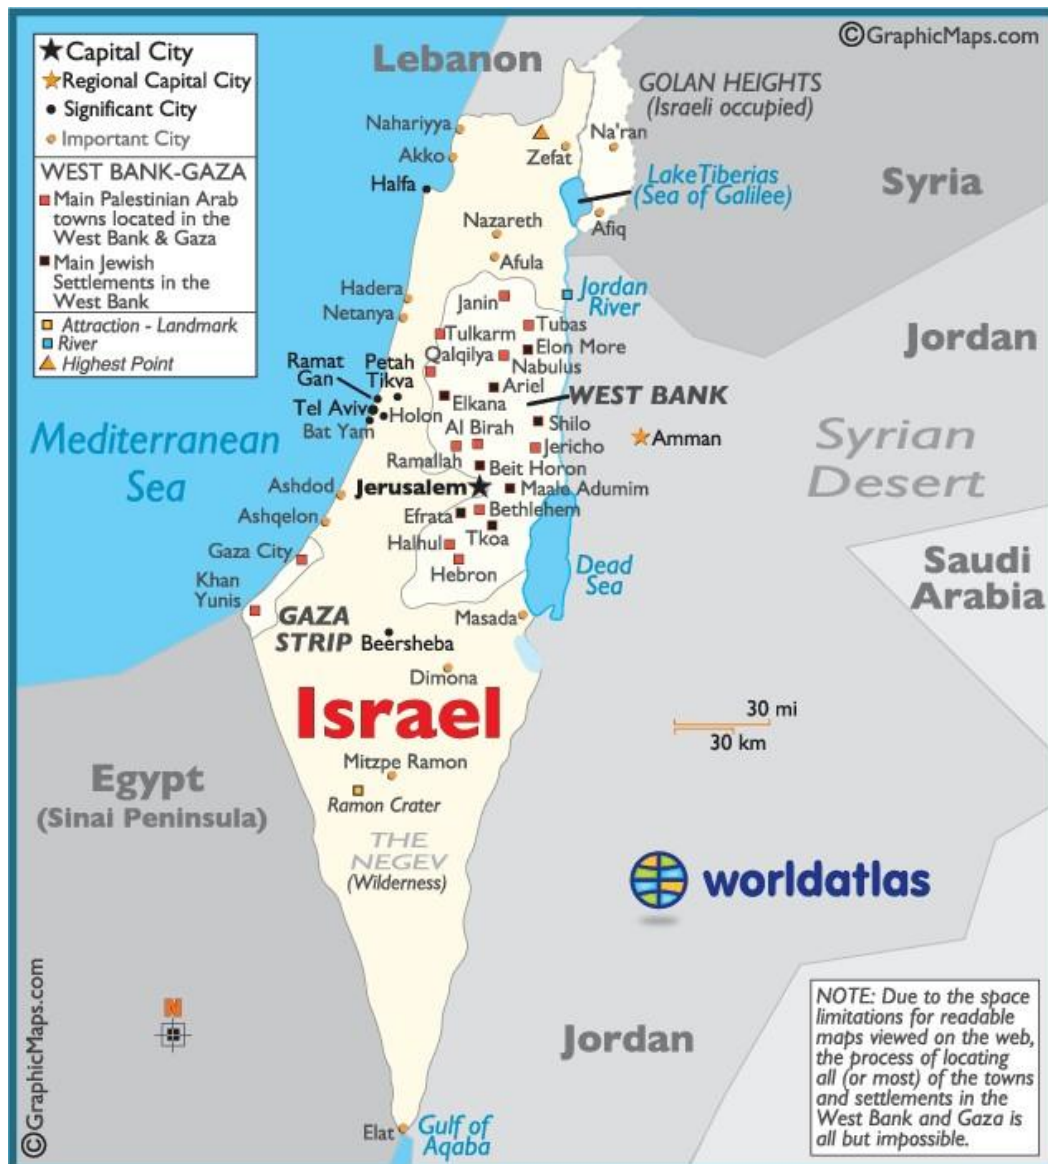 ©GraphicMaps.com
Capital City
Regional Capital City
Significant City
Important City
WEST BANK-GAZA
Main Palestinian Arab
towns located in the
West Bank & Gaza
Main Jewish
Settlements in the
West Bank
Attraction - Landmark
River
Highest Point
Lebanon
GOLAN HEIGHTS
(Israeli occupied)
Nahariyya
Na'ran
Akko
Zefat
Halfa
Lake Tiberias
(Sea of Galilee)
Syria
Nazareth
Afiq
Afula
Hadera
Janin
Jordan
River
Netanya
Tulkarm
Tubas
Jordan
Qalqilya
Elon More
Nabulus
Ramat
Gan
Petah
Tikva
Ariel
Elkana
WEST BANK
Tel Aviv
Holon
Bat Yam
Al Birah
Shilo
Amman
Mediterranean
Sea
Syrian
Desert
Ramallah
Jericho
Beit Horon
Jerusalem
Maale Adumim
Ashdod
Efrata
Bethlehem
Ashqelon
Tkoa
Halhul
Gaza City
Hebron
Dead
Sea
Saudi
Arabia
Khan
Yunis
GAZA
STRIP
Masada
Beersheba
Dimona
Israel
30 mi
30 km
Mitzpe Ramon
Egypt
(Sinai Peninsula)
Ramon Crater
THE
NEGEV
(Wilderness)
worldatlas
N
Jordan
NOTE: Due to the space
limitations for readable
maps viewed on the web,
the process of locating
all (or most) of the towns
and settlements in the
West Bank and Gaza is
all but impossible.
Elat
Gulf of
Aqaba
©GraphicMaps.com